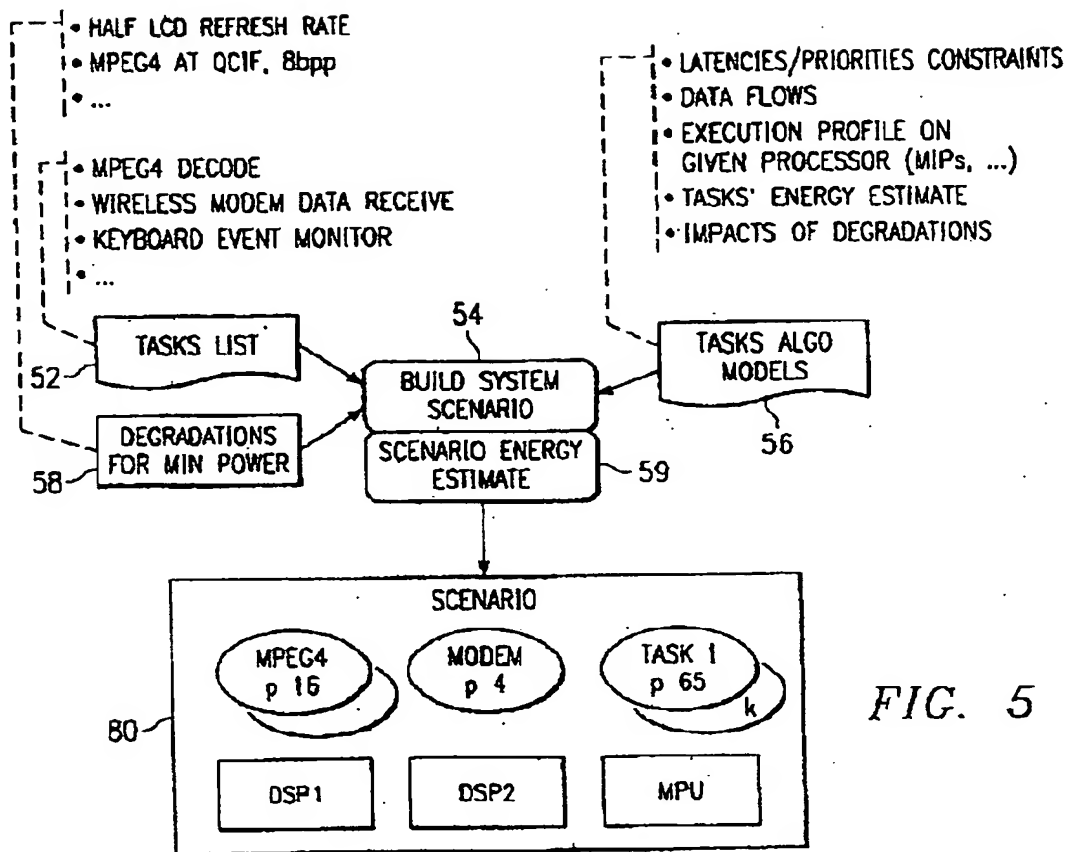 • HALF LCD REFRESH RATE
• MPEG4 AT QCIF, 8bpp
• ...
• MPEG4 DECODE
• WIRELESS MODEM DATA RECEIVE
• KEYBOARD EVENT MONITOR
• ...
• LATENCIES/PRIORITIES CONSTRAINTS
• DATA FLOWS
• EXECUTION PROFILE ON
GIVEN PROCESSOR (MIPs, ...)
• TASKS' ENERGY ESTIMATE
• IMPACTS OF DEGRADATIONS
TASKS LIST
52
DEGRADATIONS
FOR MIN POWER
58
54
BUILD SYSTEM
SCENARIO
SCENARIO ENERGY
ESTIMATE
59
TASKS ALGO
MODELS
56
SCENARIO
MPEG4
p 16
MODEM
p 4
TASK 1
p 65
k
80
DSP1
DSP2
MPU
FIG. 5